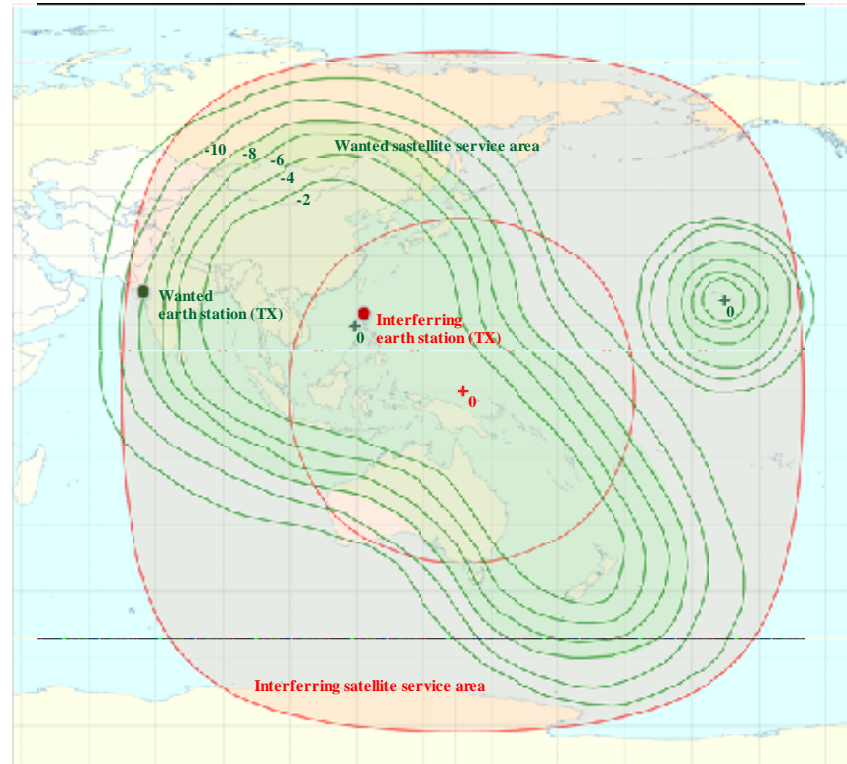 Wanted sastellite service area
-10
-8
-6
-4
-2
Wanted
earth station (TX)
Interferring
earth station (TX)
0
0
0
Interferring satellite service area